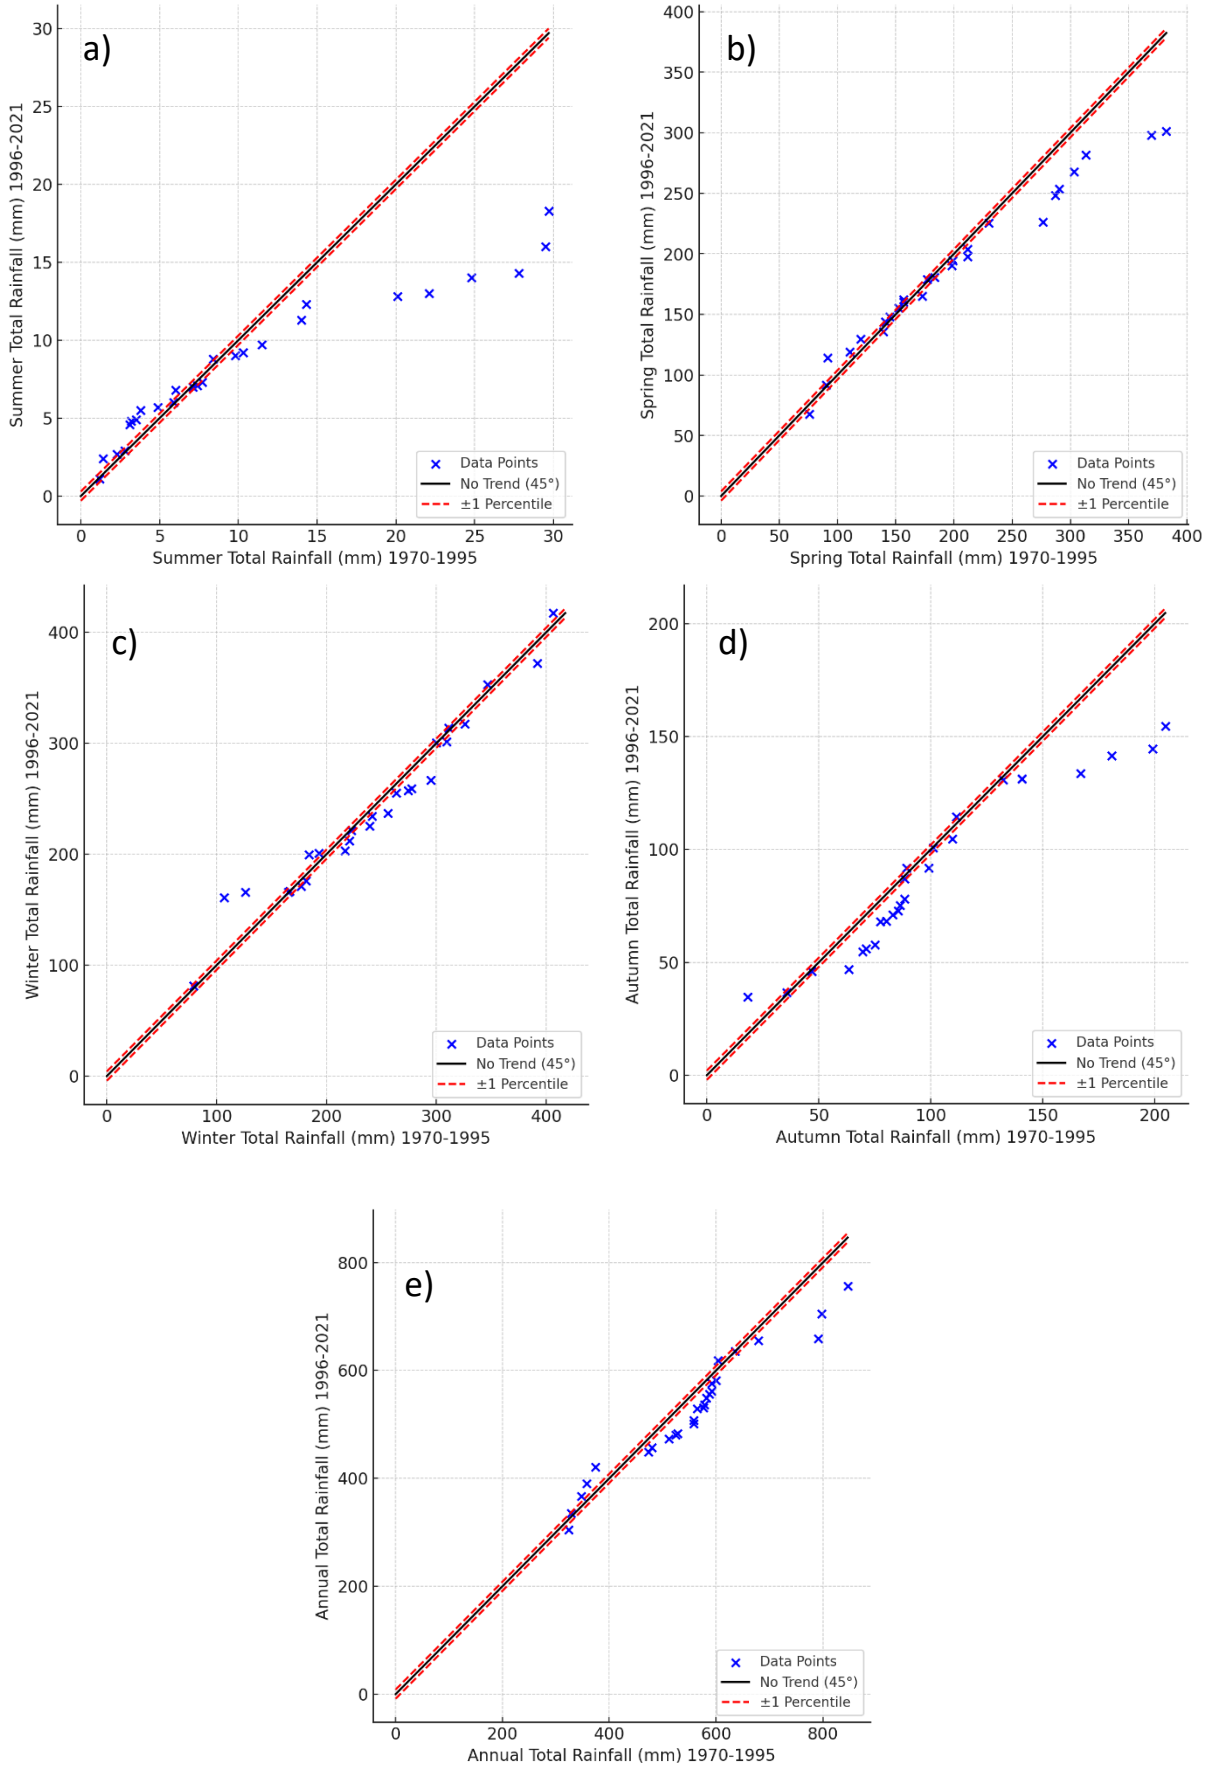 a)
Summer Total Rainfall (mm) 1996-2021
30
25
20
15
10
5
0
0 5 10 15 20 25 30
Summer Total Rainfall (mm) 1970-1995
Data Points
No Trend (45°)
±1 Percentile
b)
Spring Total Rainfall (mm) 1996-2021
400
350
300
250
200
150
100
50
0
0 50 100 150 200 250 300 350 400
Spring Total Rainfall (mm) 1970-1995
Data Points
No Trend (45°)
±1 Percentile
c)
Winter Total Rainfall (mm) 1996-2021
400
300
200
100
0
0 100 200 300 400
Winter Total Rainfall (mm) 1970-1995
Data Points
No Trend (45°)
±1 Percentile
d)
Autumn Total Rainfall (mm) 1996-2021
200
150
100
50
0
0 50 100 150 200
Autumn Total Rainfall (mm) 1970-1995
Data Points
No Trend (45°)
±1 Percentile
e)
Annual Total Rainfall (mm) 1996-2021
800
600
400
200
0
0 200 400 600 800
Annual Total Rainfall (mm) 1970-1995
Data Points
No Trend (45°)
±1 Percentile